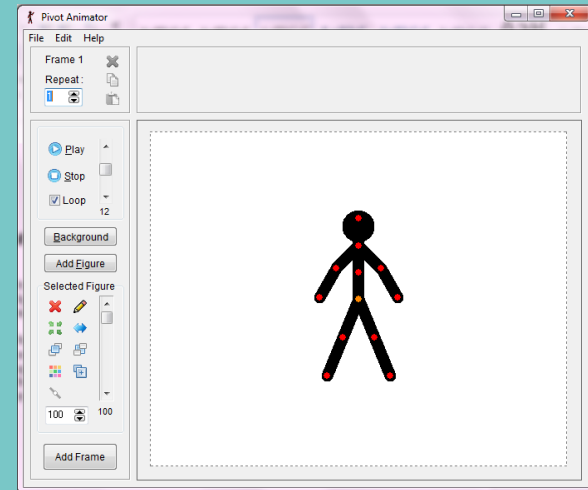 Pivot Animator
File Edit Help
Frame 1
Repeat:
1
Play
Stop
Loop
12
Background
Add Figure
Selected Figure
100
100
Add Frame